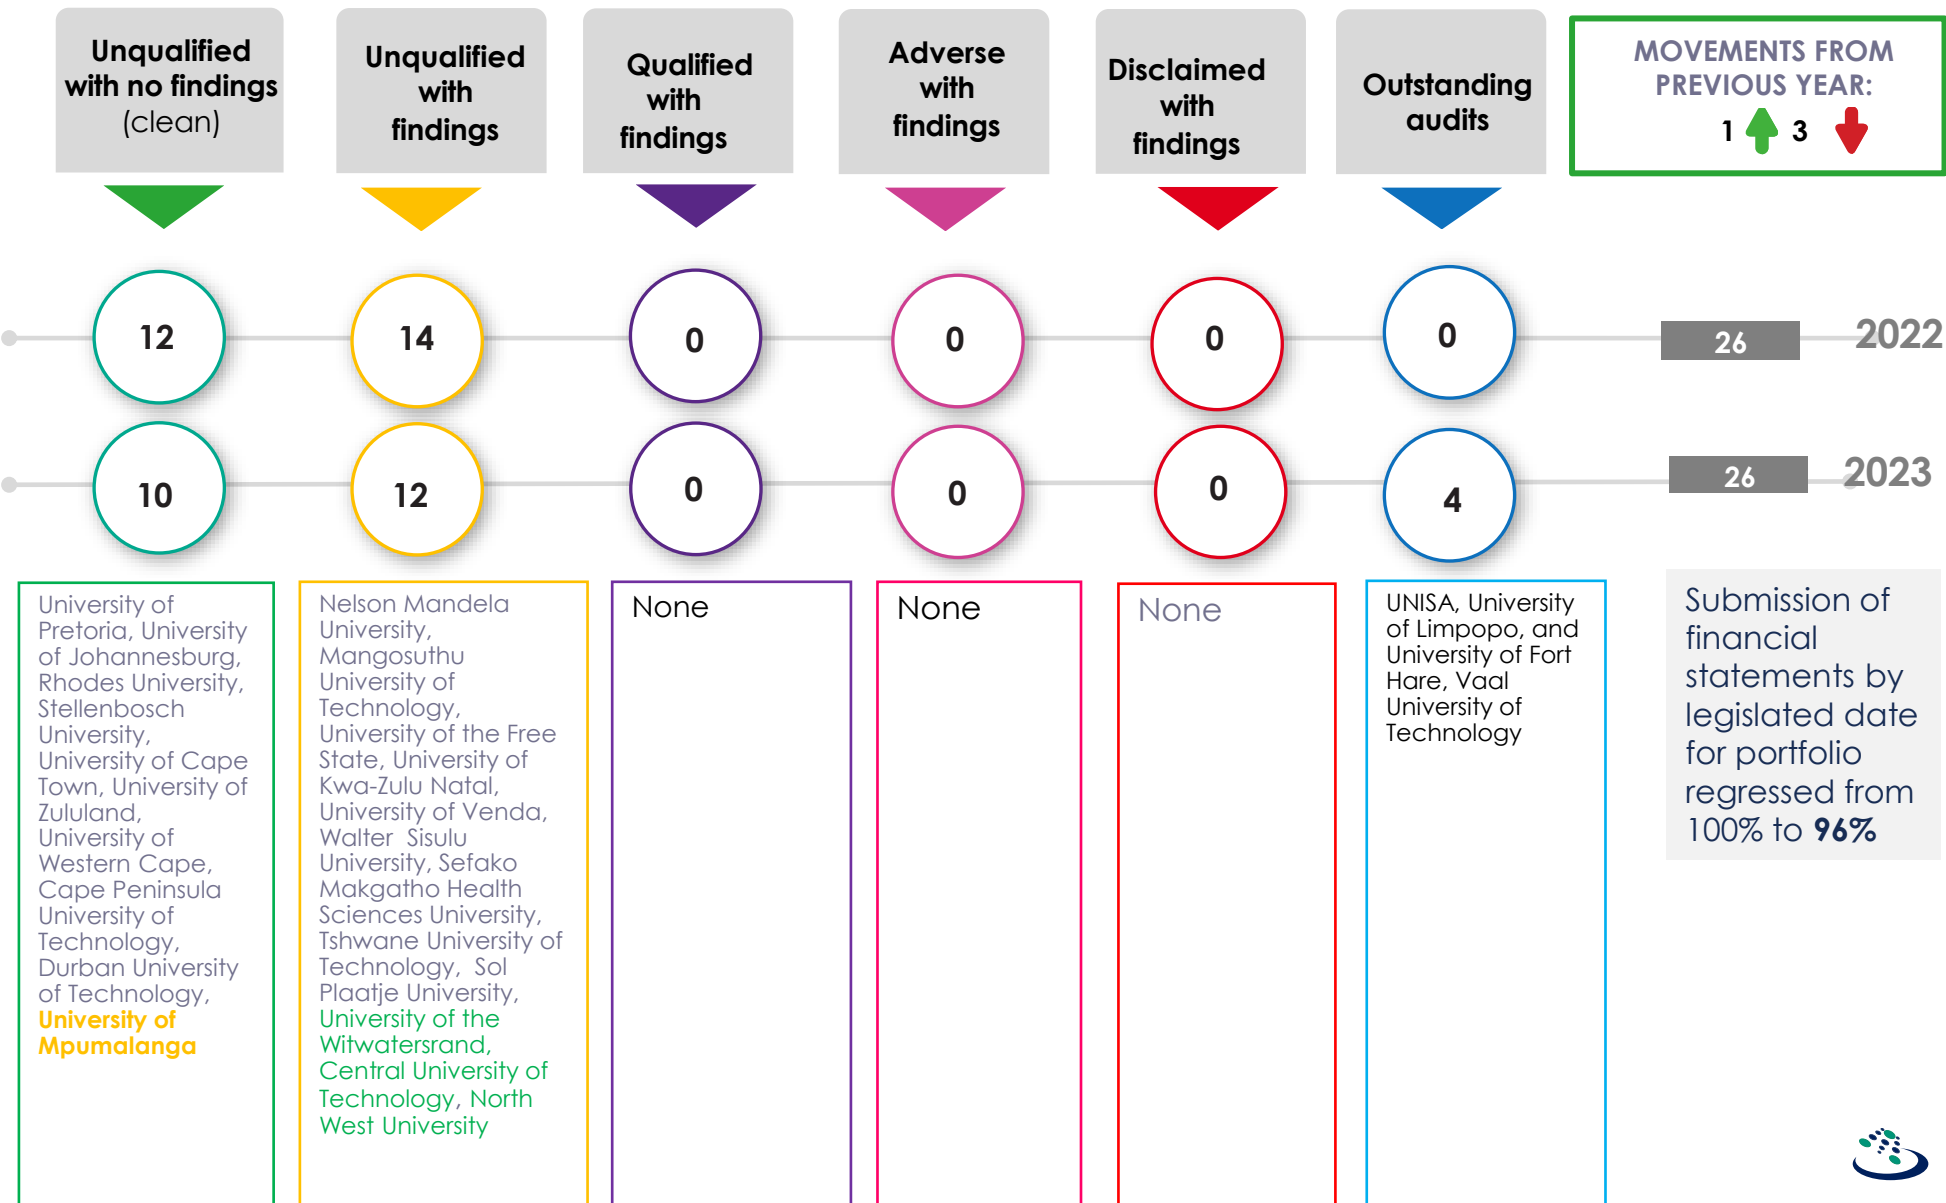 Unqualified
with no findings
(clean)
Unqualified
with
findings
Qualified
with
findings
Adverse
with
findings
Disclaimed
with
findings
Outstanding
audits
MOVEMENTS FROM
PREVIOUS YEAR:
1 3
12 14 0 0 0 0 26 2022
10 12 0 0 0 4 26 2023
University of
Pretoria, University
of Johannesburg,
Rhodes University,
Stellenbosch
University,
University of Cape
Town, University of
Zululand,
University of
Western Cape,
Cape Peninsula
University of
Technology,
Durban University
of Technology,
University of
Mpumalanga
Nelson Mandela
University,
Mangosuthu
University of
Technology,
University of the Free
State, University of
Kwa-Zulu Natal,
University of Venda,
Walter  Sisulu
University, Sefako
Makgatho Health
Sciences University,
Tshwane University of
Technology,  Sol
Plaatje University,
University of the
Witwatersrand,
Central University of
Technology, North
West University
None
None
None
UNISA, University
of Limpopo, and
University of Fort
Hare, Vaal
University of
Technology
Submission of
financial
statements by
legislated date
for portfolio
regressed from
100% to 96%